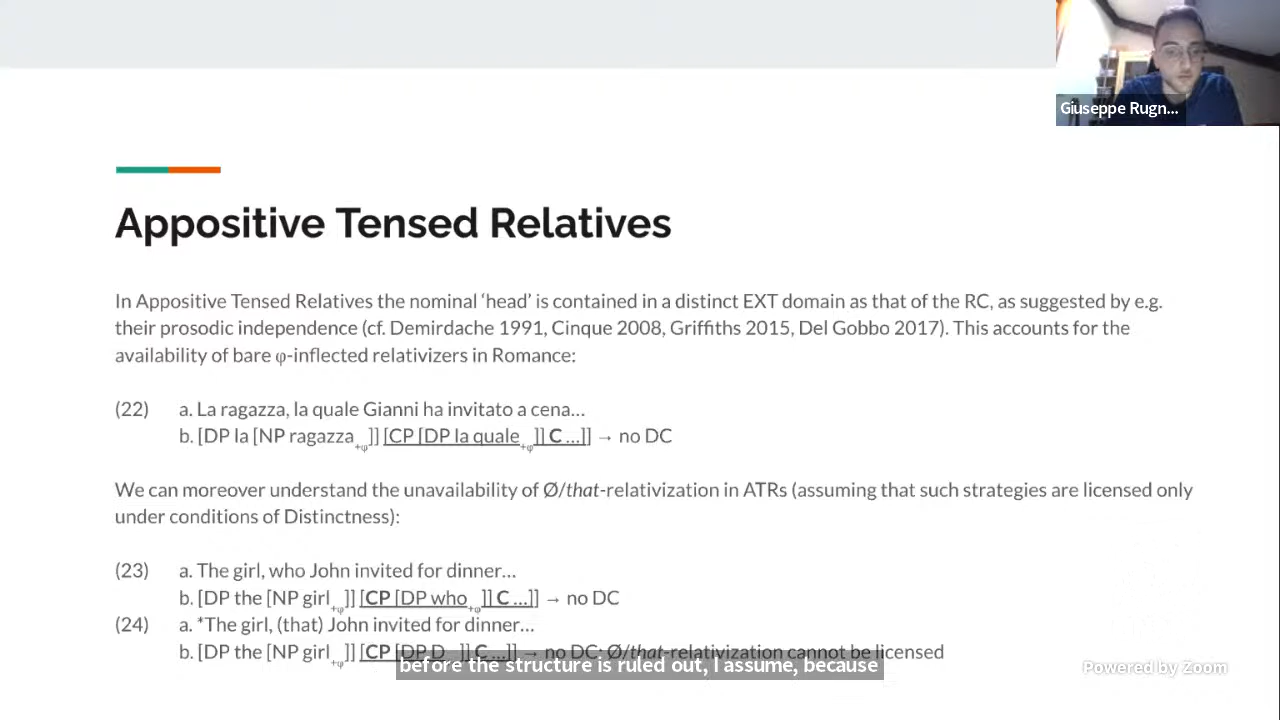 Giuseppe Rugn...
Appositive Tensed Relatives
In Appositive Tensed Relatives the nominal ‘head’ is contained in a distinct EXT domain as that of the RC, as suggested by e.g.
their prosodic independence (cf. Demirdache 1991, Cinque 2008, Griffiths 2015, Del Gobbo 2017). This accounts for the
availability of bare φ-inflected relativizers in Romance:
(22) a. La ragazza, la quale Gianni ha invitato a cena…
b. [DP la [NP ragazza+φ]] [CP [DP la quale+φ]] C …]] → no DC
We can moreover understand the unavailability of Ø/that-relativization in ATRs (assuming that such strategies are licensed only
under conditions of Distinctness):
(23) a. The girl, who John invited for dinner…
b. [DP the [NP girl+φ]] [CP [DP who+φ]] C …]] → no DC
(24) a. *The girl, (that) John invited for dinner…
b. [DP the [NP girl+φ]] [CP [DP D ]] C …]] → no DC; Ø/that-relativization cannot be licensed
before the structure is ruled out, I assume, because
Powered by Zoom